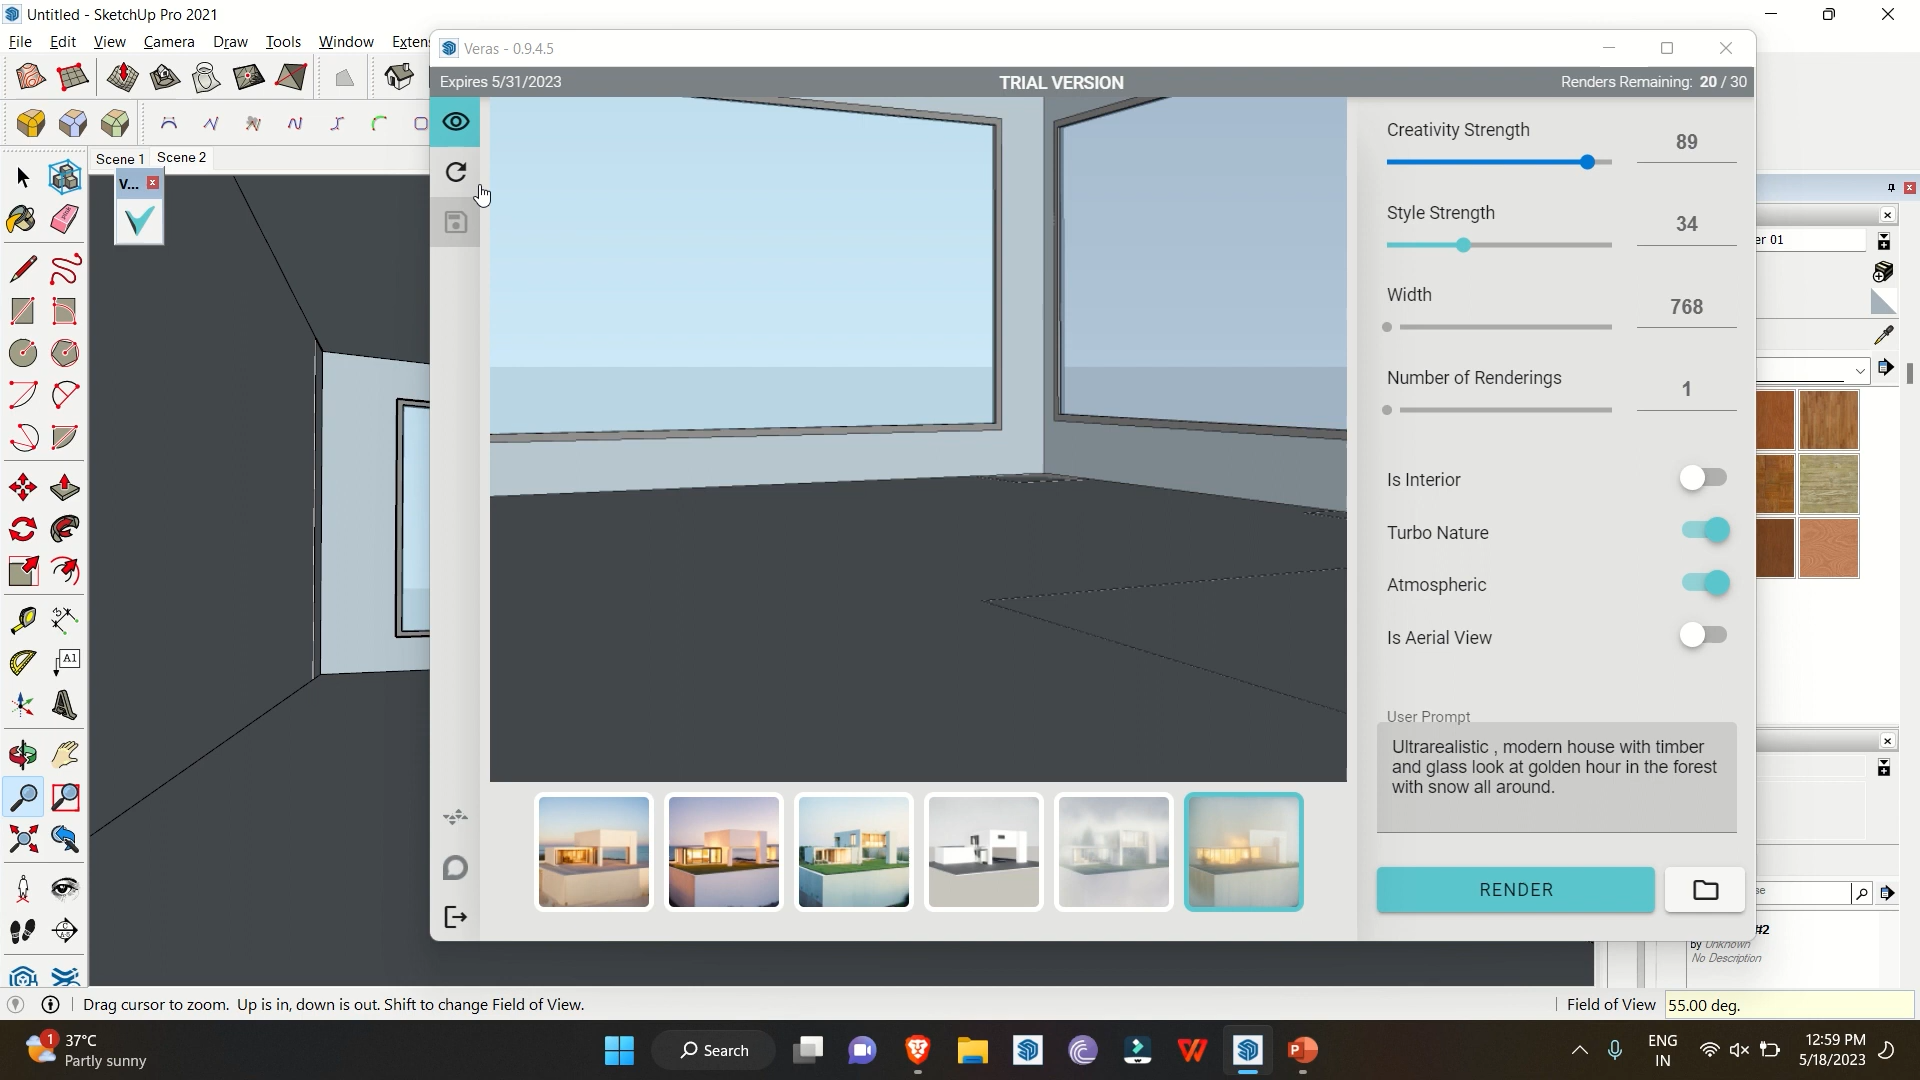 Untitled - SketchUp Pro 2021
File Edit View Camera Draw Tools Window Exten
Veras - 0.9.4.5
Expires 5/31/2023
TRIAL VERSION
Renders Remaining: 20 / 30
Scene 1 Scene 2
V...
A1
Creativity Strength 89
Style Strength 34
Width 768
Number of Renderings 1
Is Interior
Turbo Nature
Atmospheric
Is Aerial View
User Prompt
Ultrarealistic , modern house with timber
and glass look at golden hour in the forest
with snow all around.
RENDER
er 01
se
#2
by Unknown
No Description
Drag cursor to zoom. Up is in, down is out. Shift to change Field of View.
Field of View 55.00 deg.
1
37°C
Partly sunny
Search
ENG
IN
12:59 PM
5/18/2023